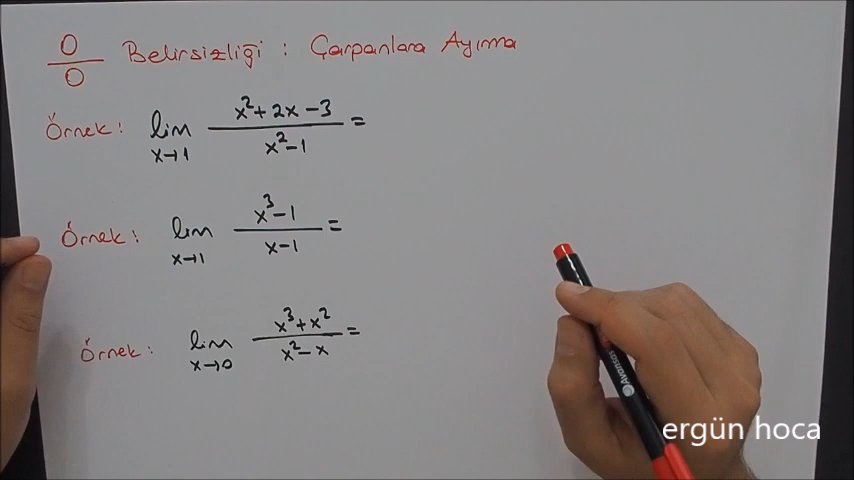 0/0 Belirsizliği : Çarpanlara Ayırma
Örnek : lim x→1 (x²+2x-3)/(x²-1) =
Örnek : lim x→1 (x³-1)/(x-1) =
Örnek : lim x→0 (x³+x²)/(x²-x) =
Avansas
ergün hoca